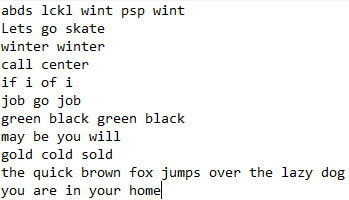 abds lckl wint psp wint
Lets go skate
winter winter
call center
if i of i
job go job
green black green black
may be you will
gold cold sold
the quick brown fox jumps over the lazy dog
you are in your home